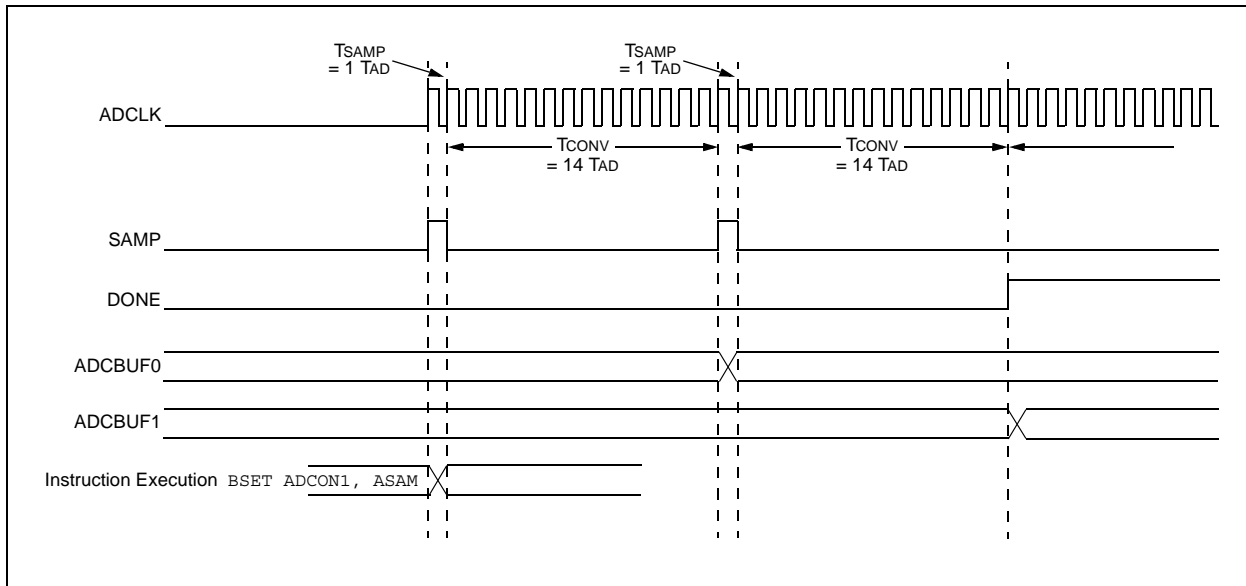 TSAMP
= 1 TAD
TSAMP
= 1 TAD
ADCLK
TCONV
= 14 TAD
TCONV
= 14 TAD
SAMP
DONE
ADCBUF0
ADCBUF1
Instruction Execution BSET ADCON1, ASAM